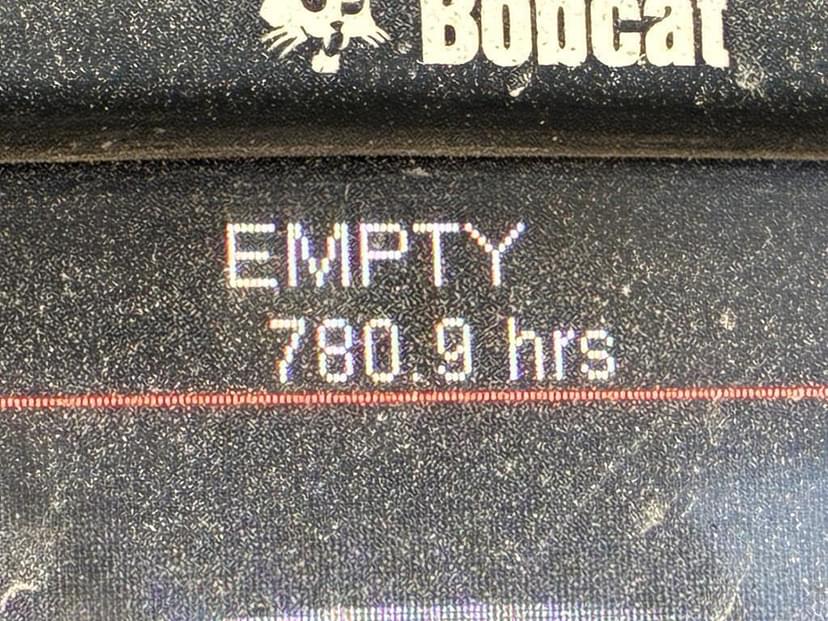 Bobcat
EMPTY
780.9 hrs